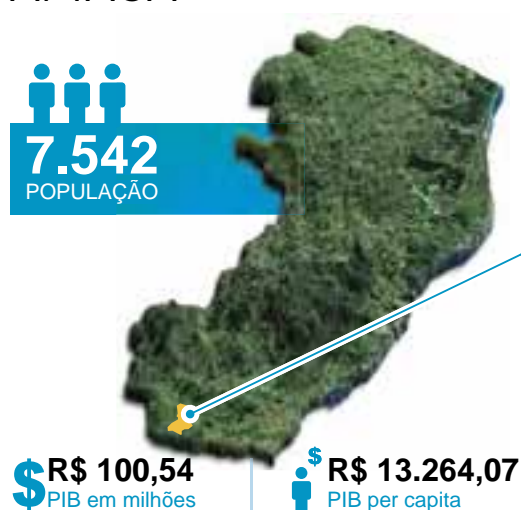 7.542
POPULAÇÃO
$ R$ 100,54
PIB em milhões
$ R$ 13.264,07
PIB per capita